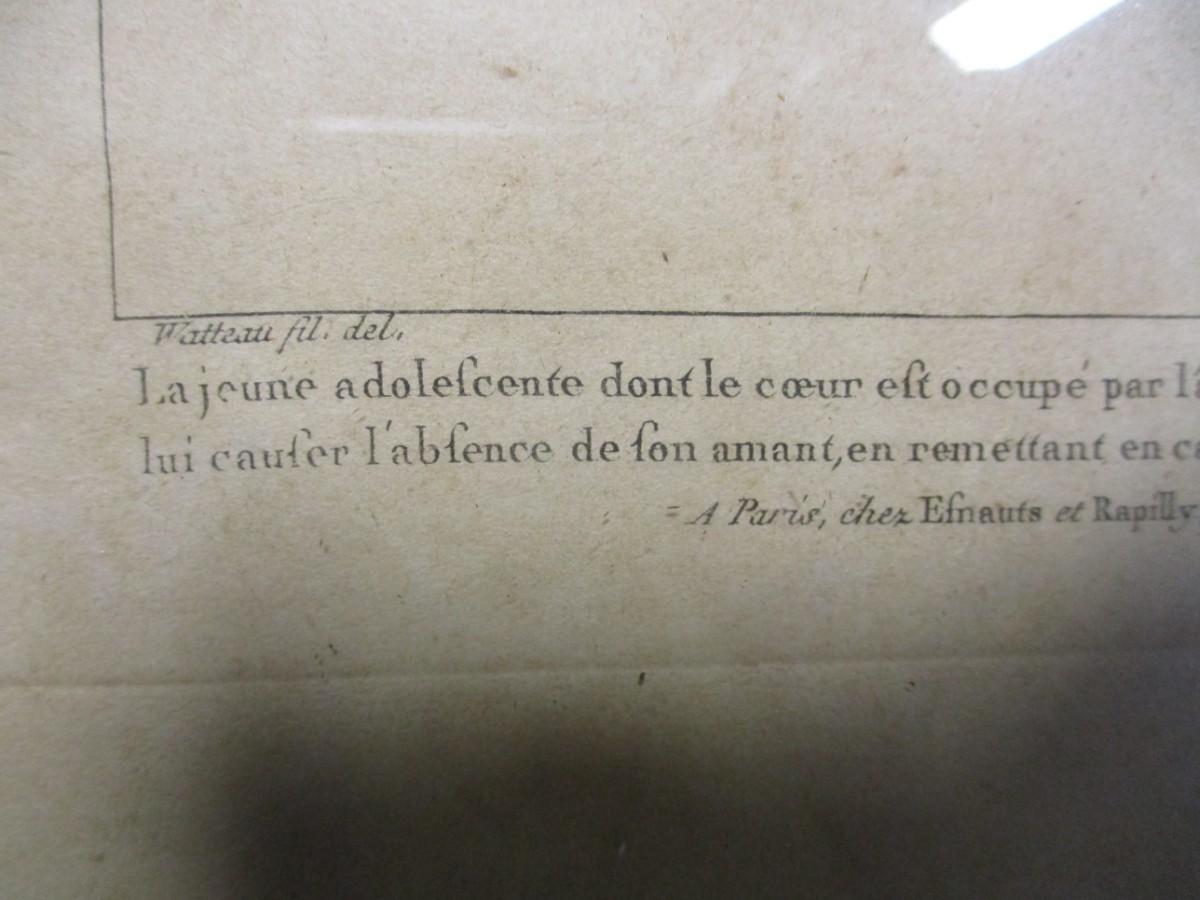 Watteau fil. del.
La jeune adoleſcente dont le cœur eſt occupé par
lui cauſer l'abſence de ſon amant, en remettant en
= A Paris, chez Eſnauts et Rapilly